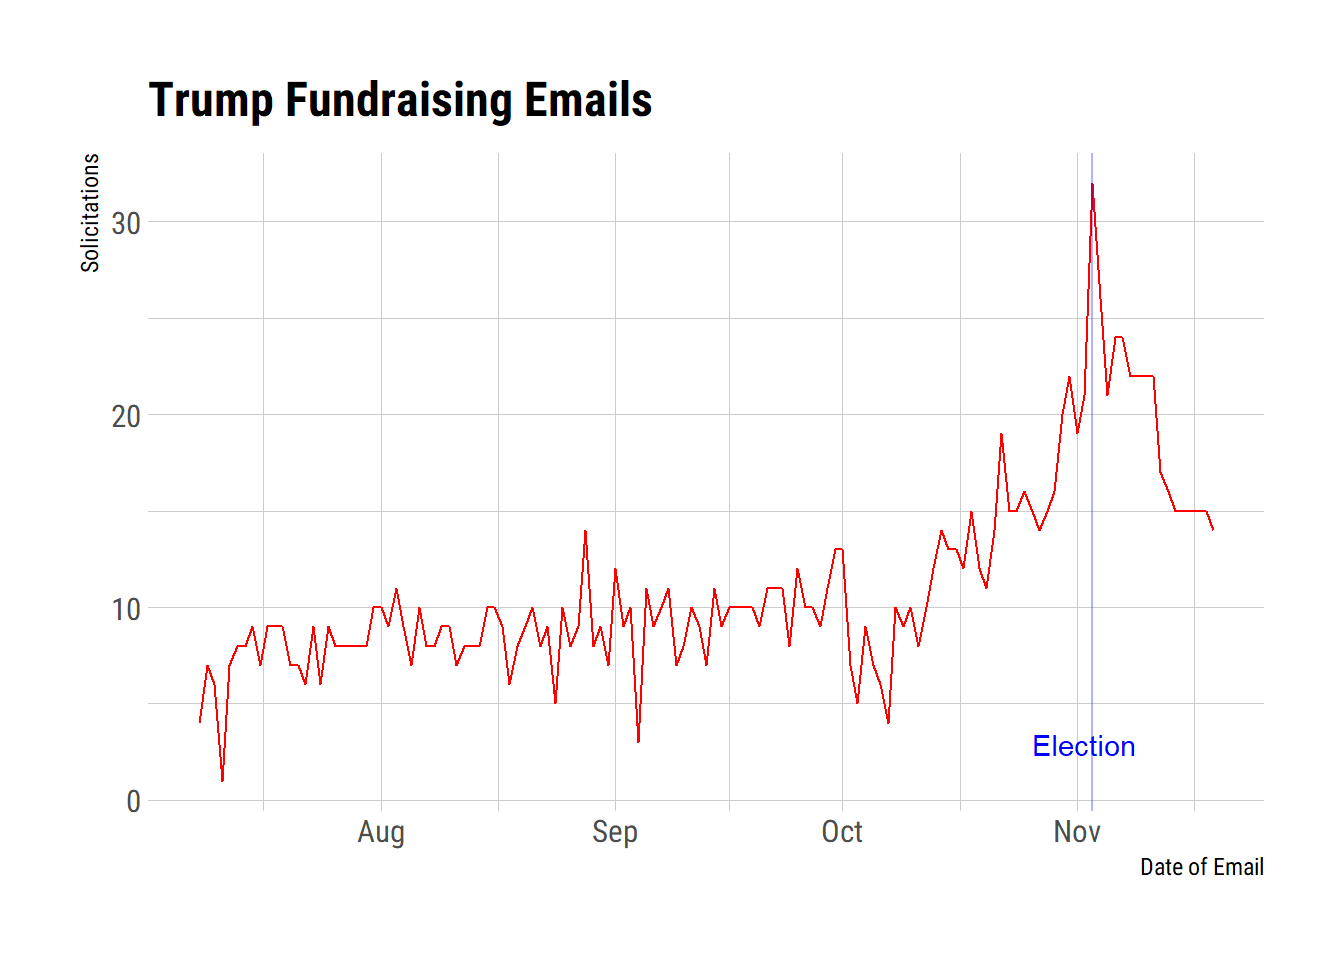 Trump Fundraising Emails
Solicitations
30
20
10
0
Election
Aug Sep Oct Nov
Date of Email